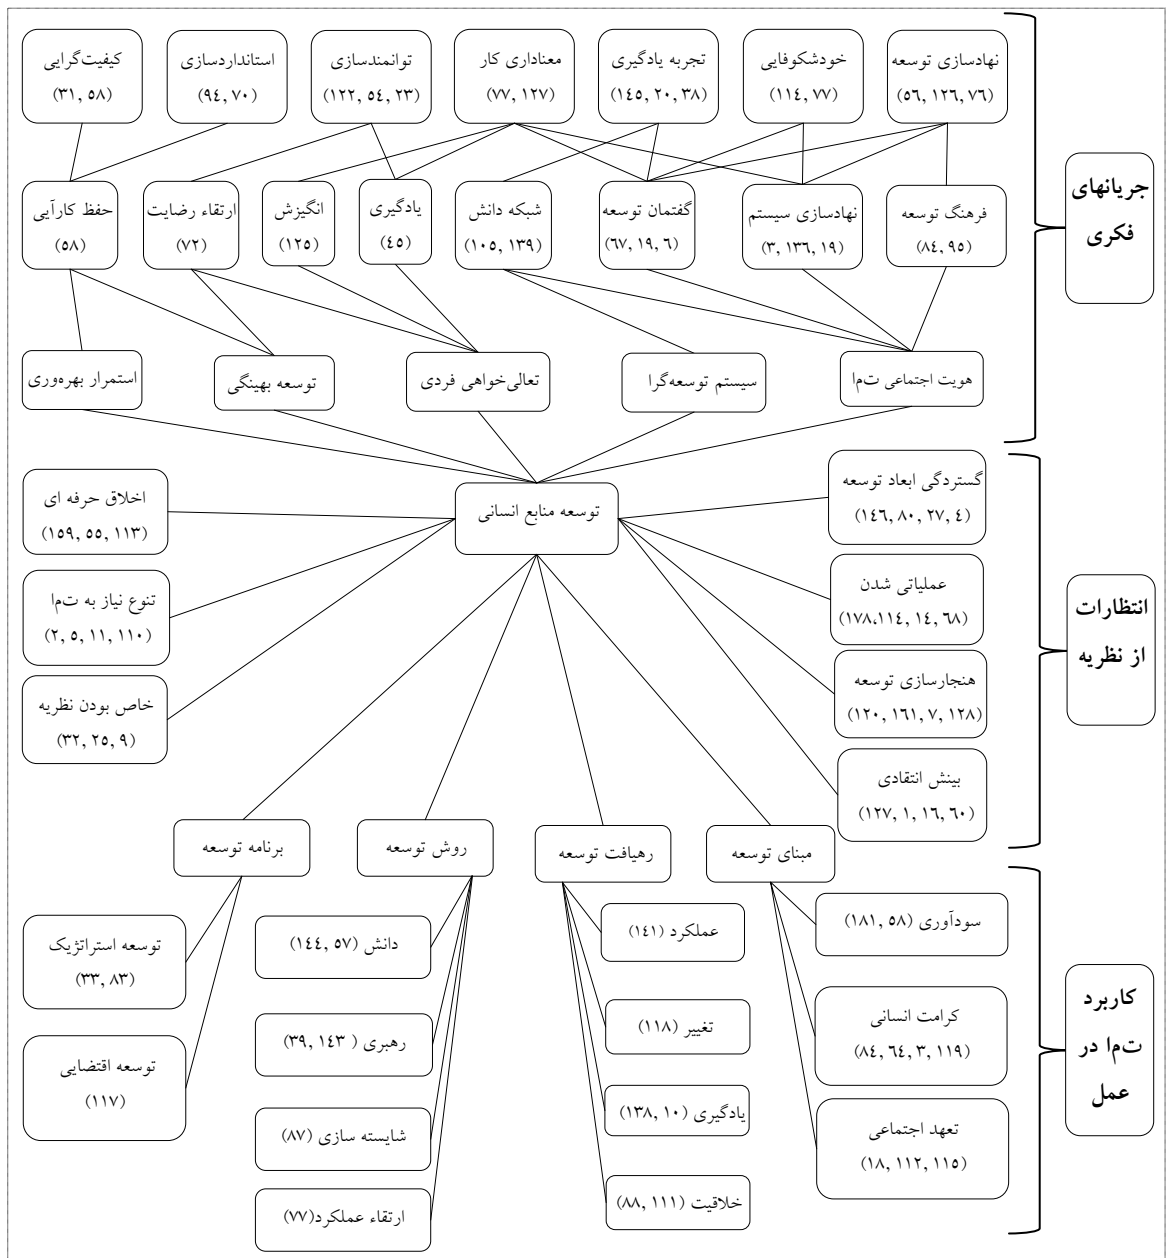 نهادسازی توسعه
(۵۶, ۱۲۶, ۷۶)
خودشکوفایی
(۱۱۴, ۷۷)
تجربه یادگیری
(۱۴۵, ۲۰, ۳۸)
معناداری کار
(۷۷, ۱۲۷)
توانمندسازی
(۱۲۲, ۵۴, ۲۳)
استانداردسازی
(۹۴, ۷۰)
کیفیت‌گرایی
(۳۱, ۵۸)
جریانهای
فکری
فرهنگ توسعه
(۸۴, ۹۵)
نهادسازی سیستم
(۳, ۱۳۶, ۱۹)
گفتمان توسعه
(۶۷, ۱۹, ۶)
شبکه دانش
(۱۰۵, ۱۳۹)
یادگیری
(۴۵)
انگیزش
(۱۲۵)
ارتقاء رضایت
(۷۲)
حفظ کارآیی
(۵۸)
هویت اجتماعی ت‌م‌ا
سیستم توسعه‌گرا
تعالی‌خواهی فردی
توسعه بهینگی
استمرار بهره‌وری
توسعه منابع انسانی
انتظارات
از نظریه
گستردگی ابعاد توسعه
(۱۴۶, ۸۰, ۲۷, ۴)
عملیاتی شدن
(۱۷۸،۱۱۴, ۱۴, ۶۸)
هنجارسازی توسعه
(۱۲۰, ۱۶۱, ۷, ۱۲۸)
بینش انتقادی
(۱۲۷, ۱, ۱۶, ۶۰)
اخلاق حرفه ای
(۱۵۹, ۵۵, ۱۱۳)
تنوع نیاز به ت‌م‌ا
(۲, ۵, ۱۱, ۱۱۰)
خاص بودن نظریه
(۳۲, ۲۵, ۹)
مبنای توسعه
رهیافت توسعه
روش توسعه
برنامه توسعه
کاربرد
ت‌م‌ا در
عمل
سودآوری (۱۸۱, ۵۸)
کرامت انسانی
(۸۴, ۶۴, ۳, ۱۱۹)
تعهد اجتماعی
(۱۸, ۱۱۲, ۱۱۵)
عملکرد (۱۴۱)
تغییر (۱۱۸)
یادگیری (۱۳۸, ۱۰)
خلاقیت (۸۸, ۱۱۱)
دانش (۱۴۴, ۵۷)
رهبری (۳۹, ۱۴۳ )
شایسته سازی (۸۷)
ارتقاء عملکرد(۷۷)
توسعه استراتژیک
(۳۳, ۸۳)
توسعه اقتضایی
(۱۱۷)